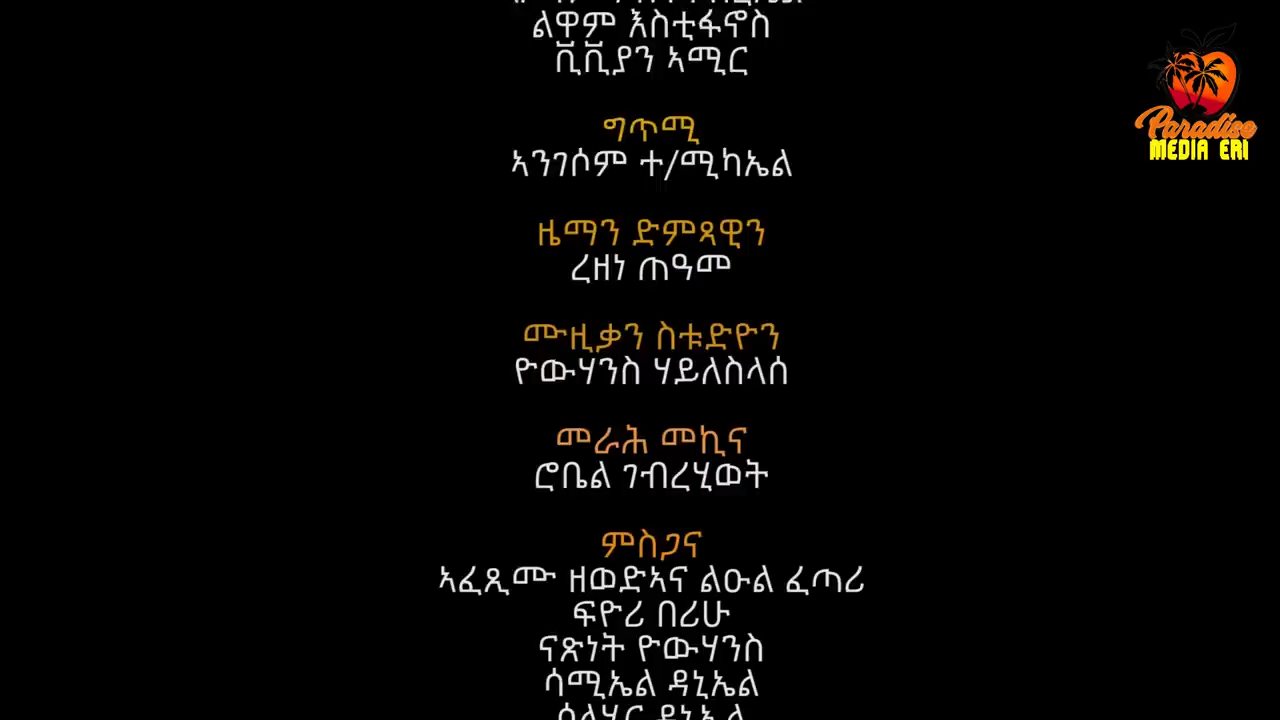 ልዋም እስቲፋኖስ
ቪቪያን ኣሚር
ግጥሚ
ኣንገሶም ተ/ሚካኤል
ዜማን ድምጻዊን
ረዘነ ጠዓመ
ሙዚቃን ስቱድዮን
ዮውሃንስ ሃይለስላሰ
መራሕ መኪና
ሮቤል ገብረሂወት
ምስጋና
ኣፈጺሙ ዘወድኣና ልዑል ፈጣሪ
ፍዮሪ በሪሁ
ናጽነት ዮውሃንስ
ሳሚኤል ዳኒኤል
Paradise
MEDIA ERI